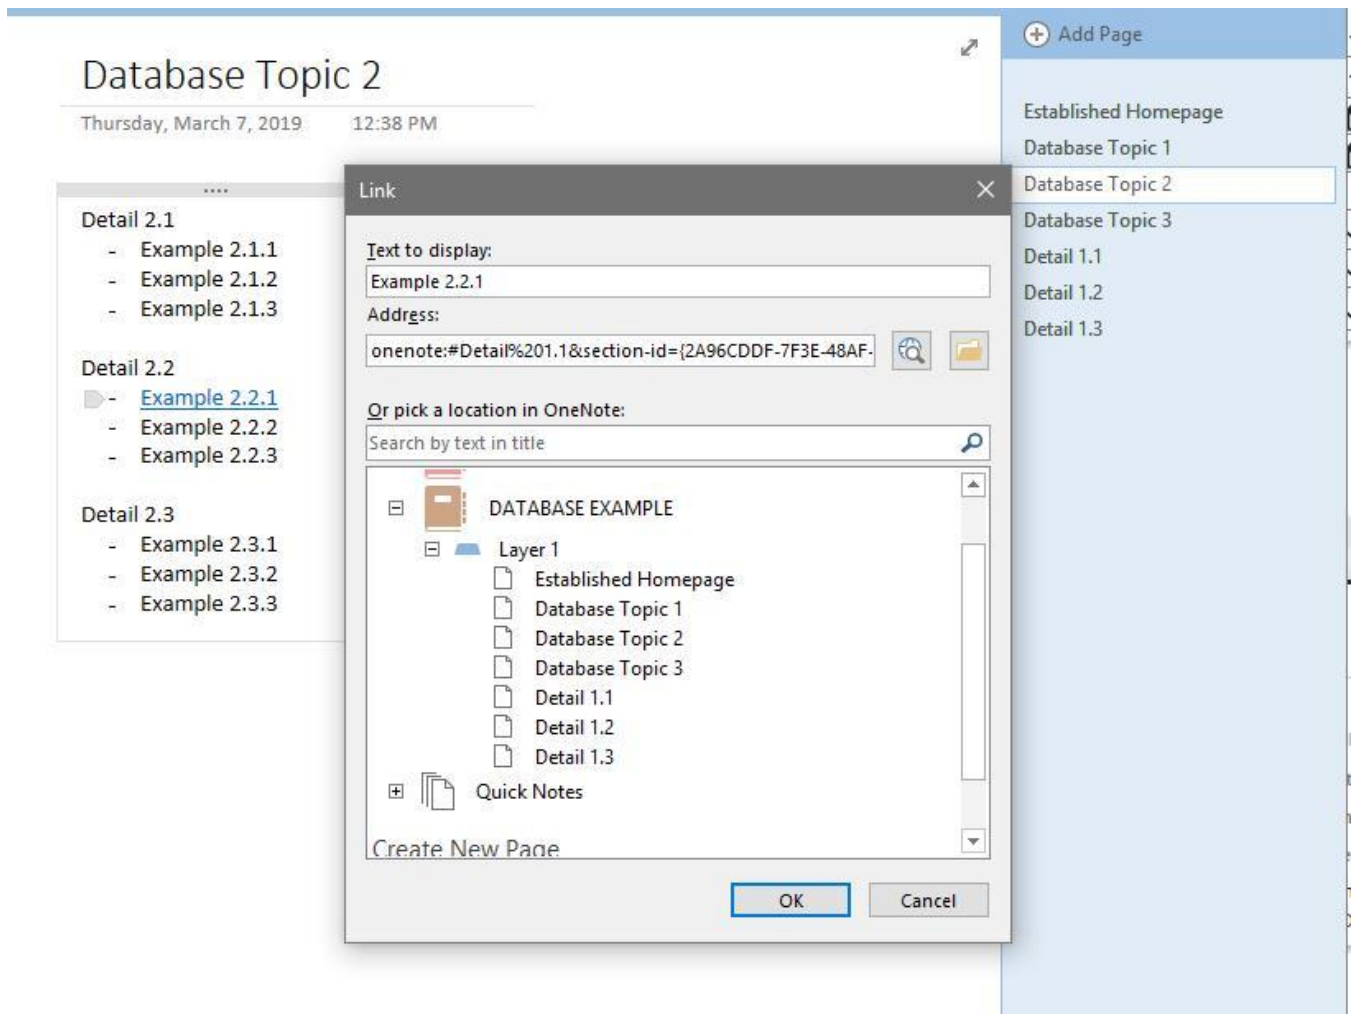 Database Topic 2
Thursday, March 7, 2019 12:38 PM
Detail 2.1
- Example 2.1.1
- Example 2.1.2
- Example 2.1.3
Detail 2.2
- Example 2.2.1
- Example 2.2.2
- Example 2.2.3
Detail 2.3
- Example 2.3.1
- Example 2.3.2
- Example 2.3.3
Link
Text to display:
Example 2.2.1
Address:
onenote:#Detail%201.1&section-id={2A96CDDF-7F3E-48AF-
Or pick a location in OneNote:
Search by text in title
DATABASE EXAMPLE
Layer 1
Established Homepage
Database Topic 1
Database Topic 2
Database Topic 3
Detail 1.1
Detail 1.2
Detail 1.3
Quick Notes
Create New Page
OK Cancel
Add Page
Established Homepage
Database Topic 1
Database Topic 2
Database Topic 3
Detail 1.1
Detail 1.2
Detail 1.3